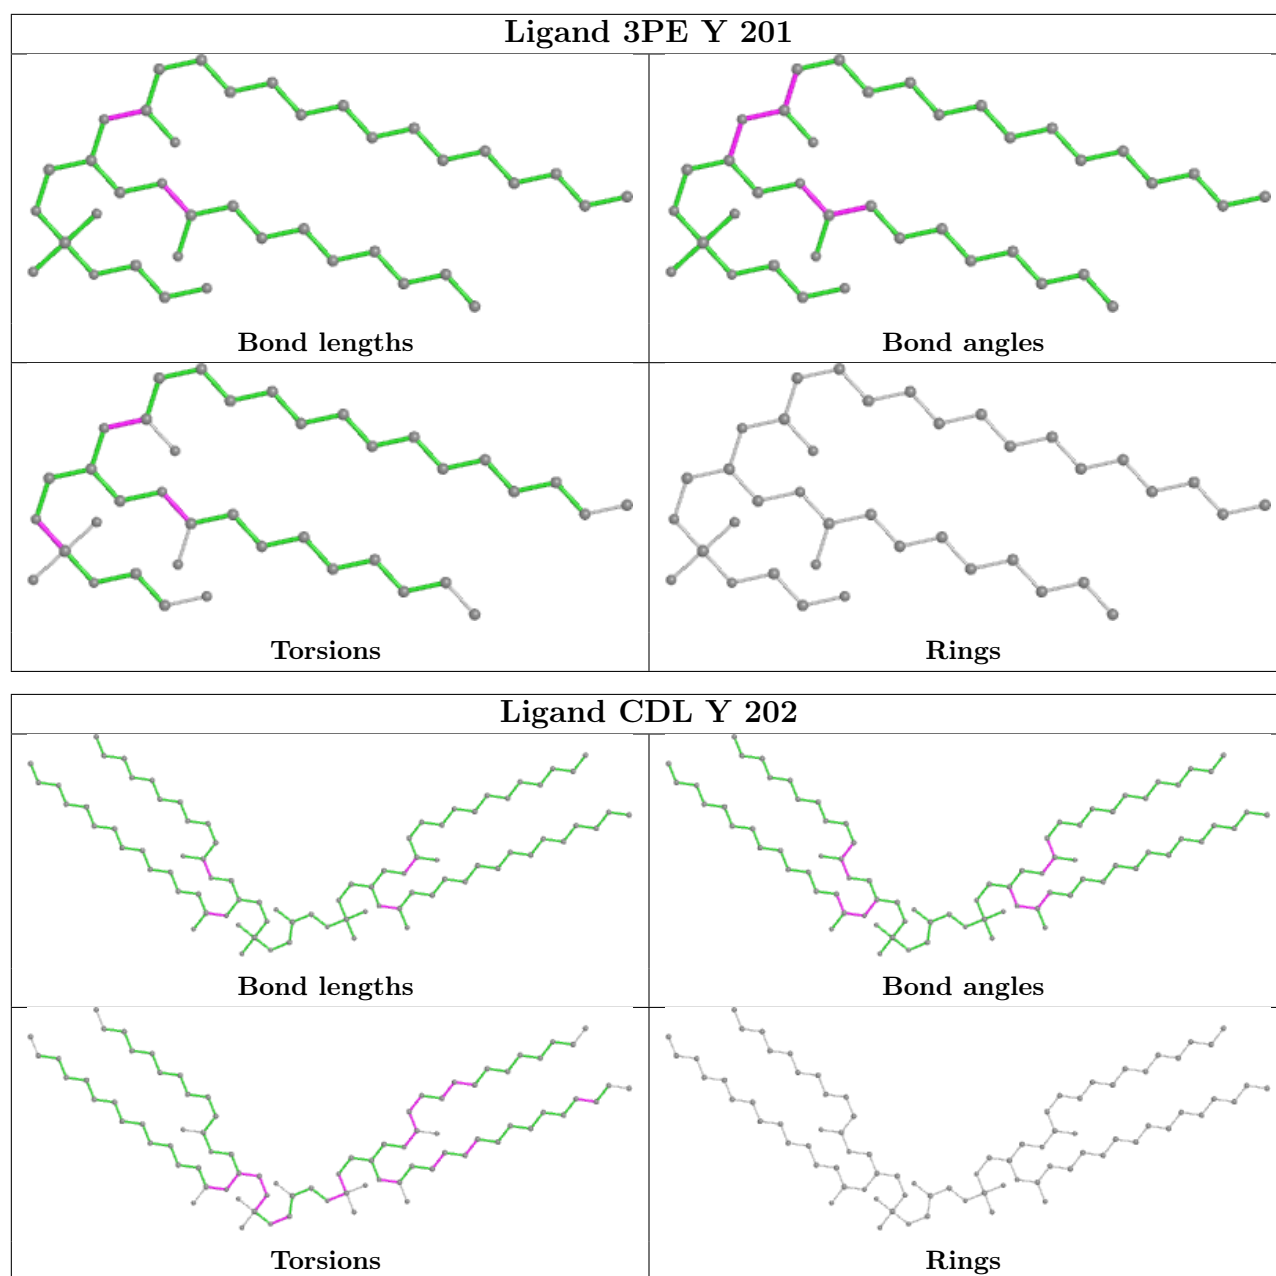 Ligand 3PE Y 201
Bond lengths
Bond angles
Torsions
Rings
Ligand CDL Y 202
Bond lengths
Bond angles
Torsions
Rings